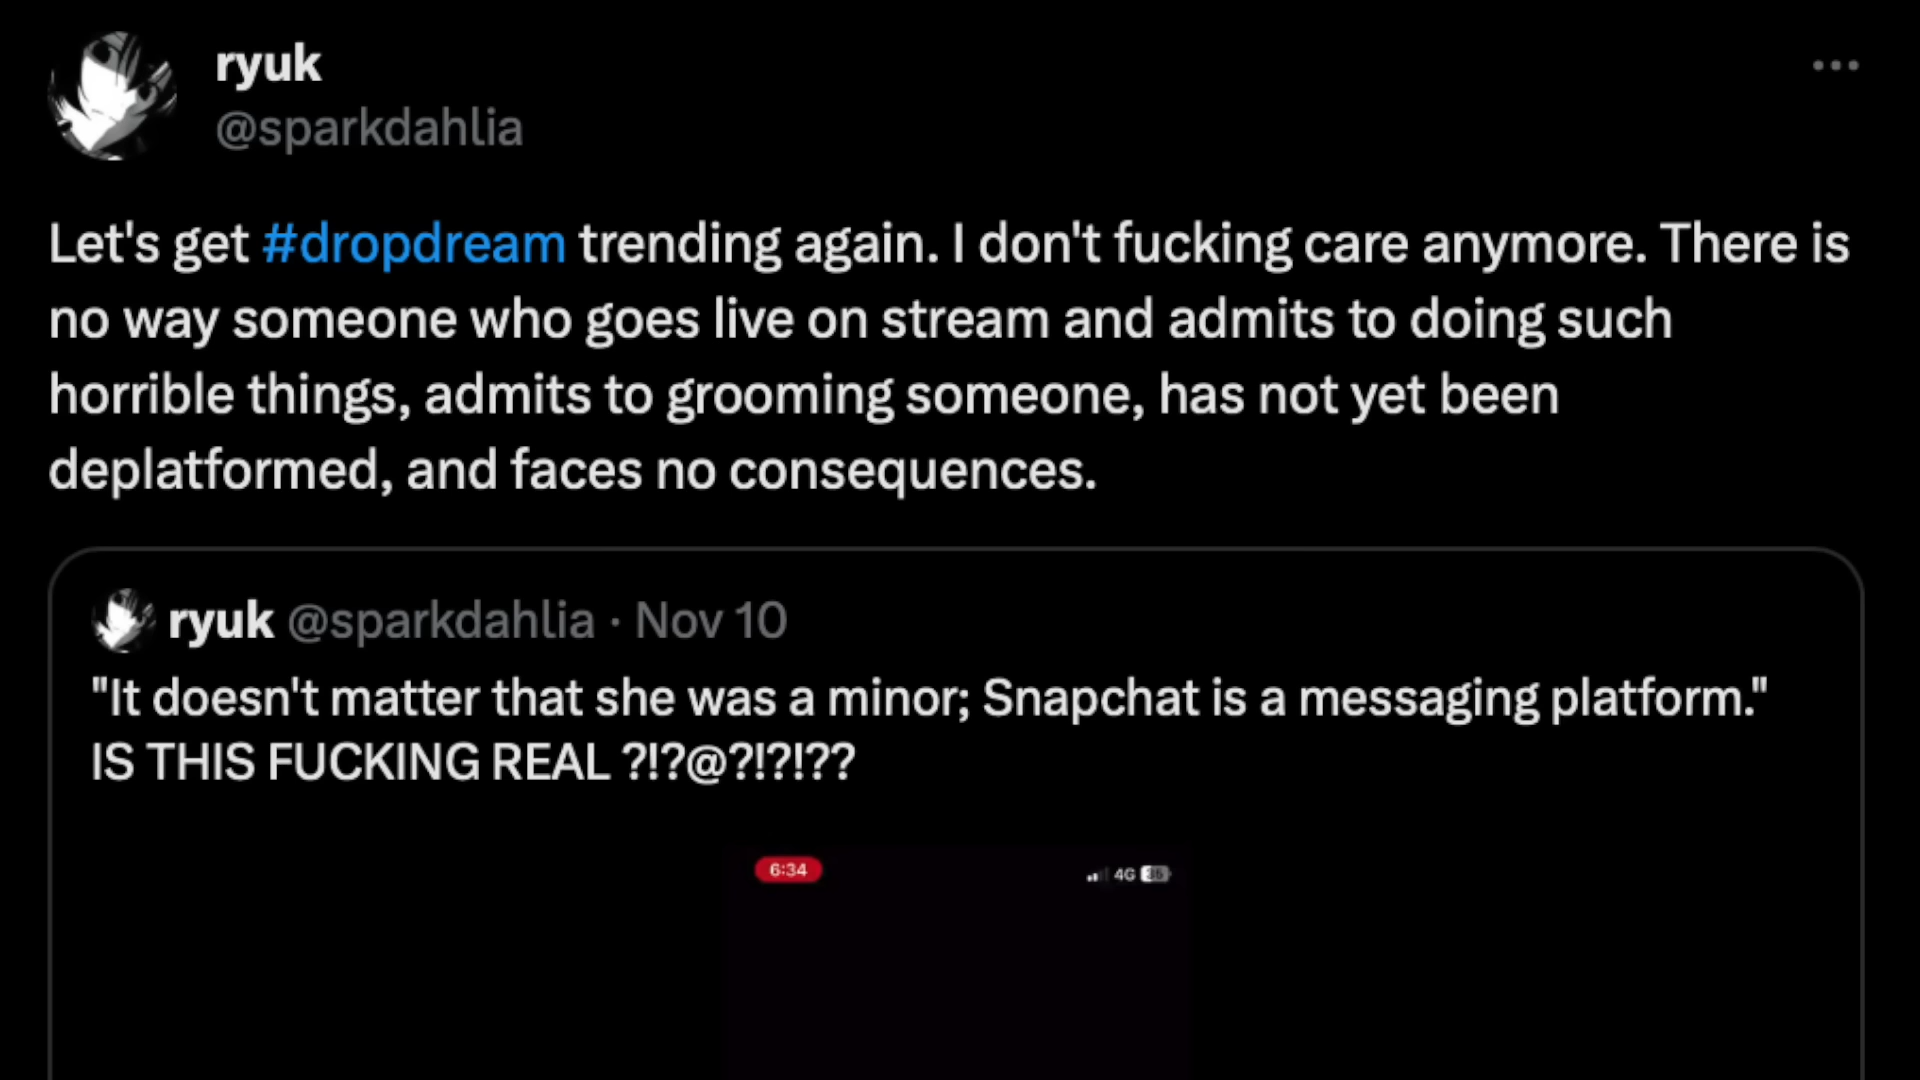 ryuk
@sparkdahlia
Let's get #dropdream trending again. I don't fucking care anymore. There is
no way someone who goes live on stream and admits to doing such
horrible things, admits to grooming someone, has not yet been
deplatformed, and faces no consequences.
ryuk @sparkdahlia · Nov 10
"It doesn't matter that she was a minor; Snapchat is a messaging platform."
IS THIS FUCKING REAL ?!?@?!?!??
6:34 4G